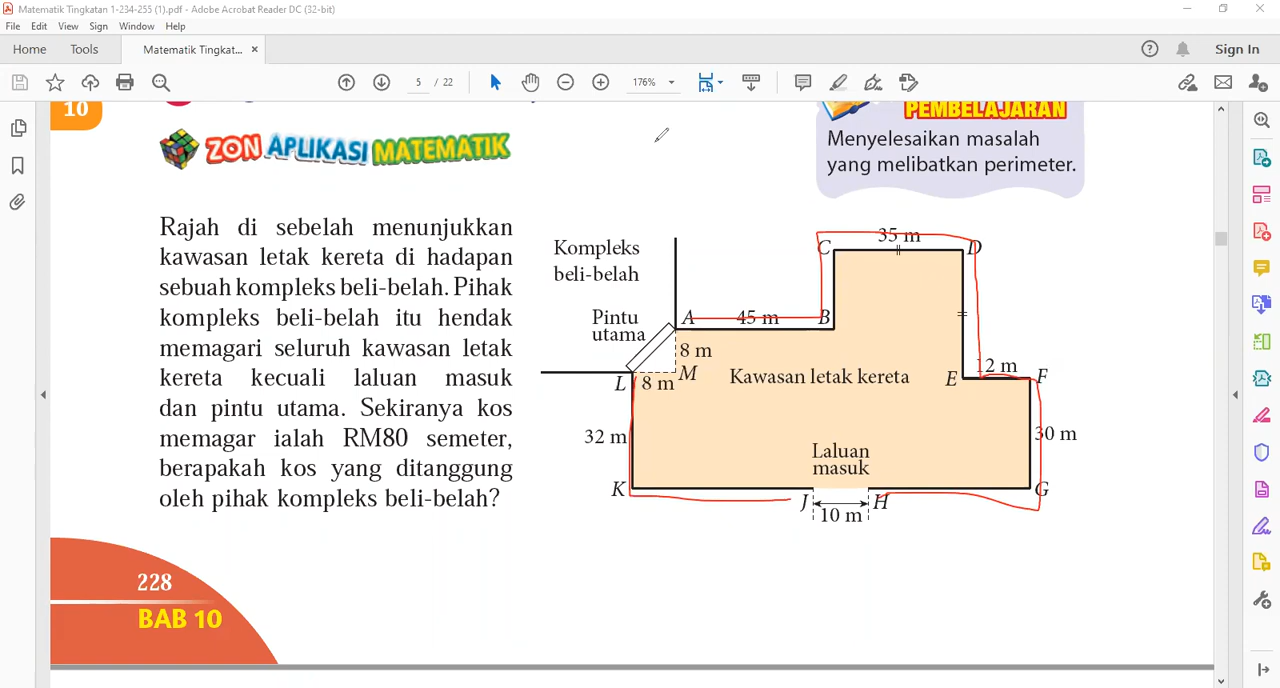 Matematik Tingkatan 1-234-255 (1).pdf - Adobe Acrobat Reader DC (32-bit)
File Edit View Sign Window Help
Home Tools Matematik Tingkat... × Sign In
5 / 22 176%
10
ZON APLIKASI MATEMATIK
PEMBELAJARAN
Menyelesaikan masalah
yang melibatkan perimeter.
Rajah di sebelah menunjukkan
kawasan letak kereta di hadapan
sebuah kompleks beli-belah. Pihak
kompleks beli-belah itu hendak
memagari seluruh kawasan letak
kereta kecuali laluan masuk
dan pintu utama. Sekiranya kos
memagar ialah RM80 semeter,
berapakah kos yang ditanggung
oleh pihak kompleks beli-belah?
Kompleks
beli-belah
C 35 m D
Pintu
utama
A 45 m B
8 m
L 8 m M
Kawasan letak kereta
E 12 m F
32 m
30 m
Laluan
masuk
K J H G
10 m
228
BAB 10